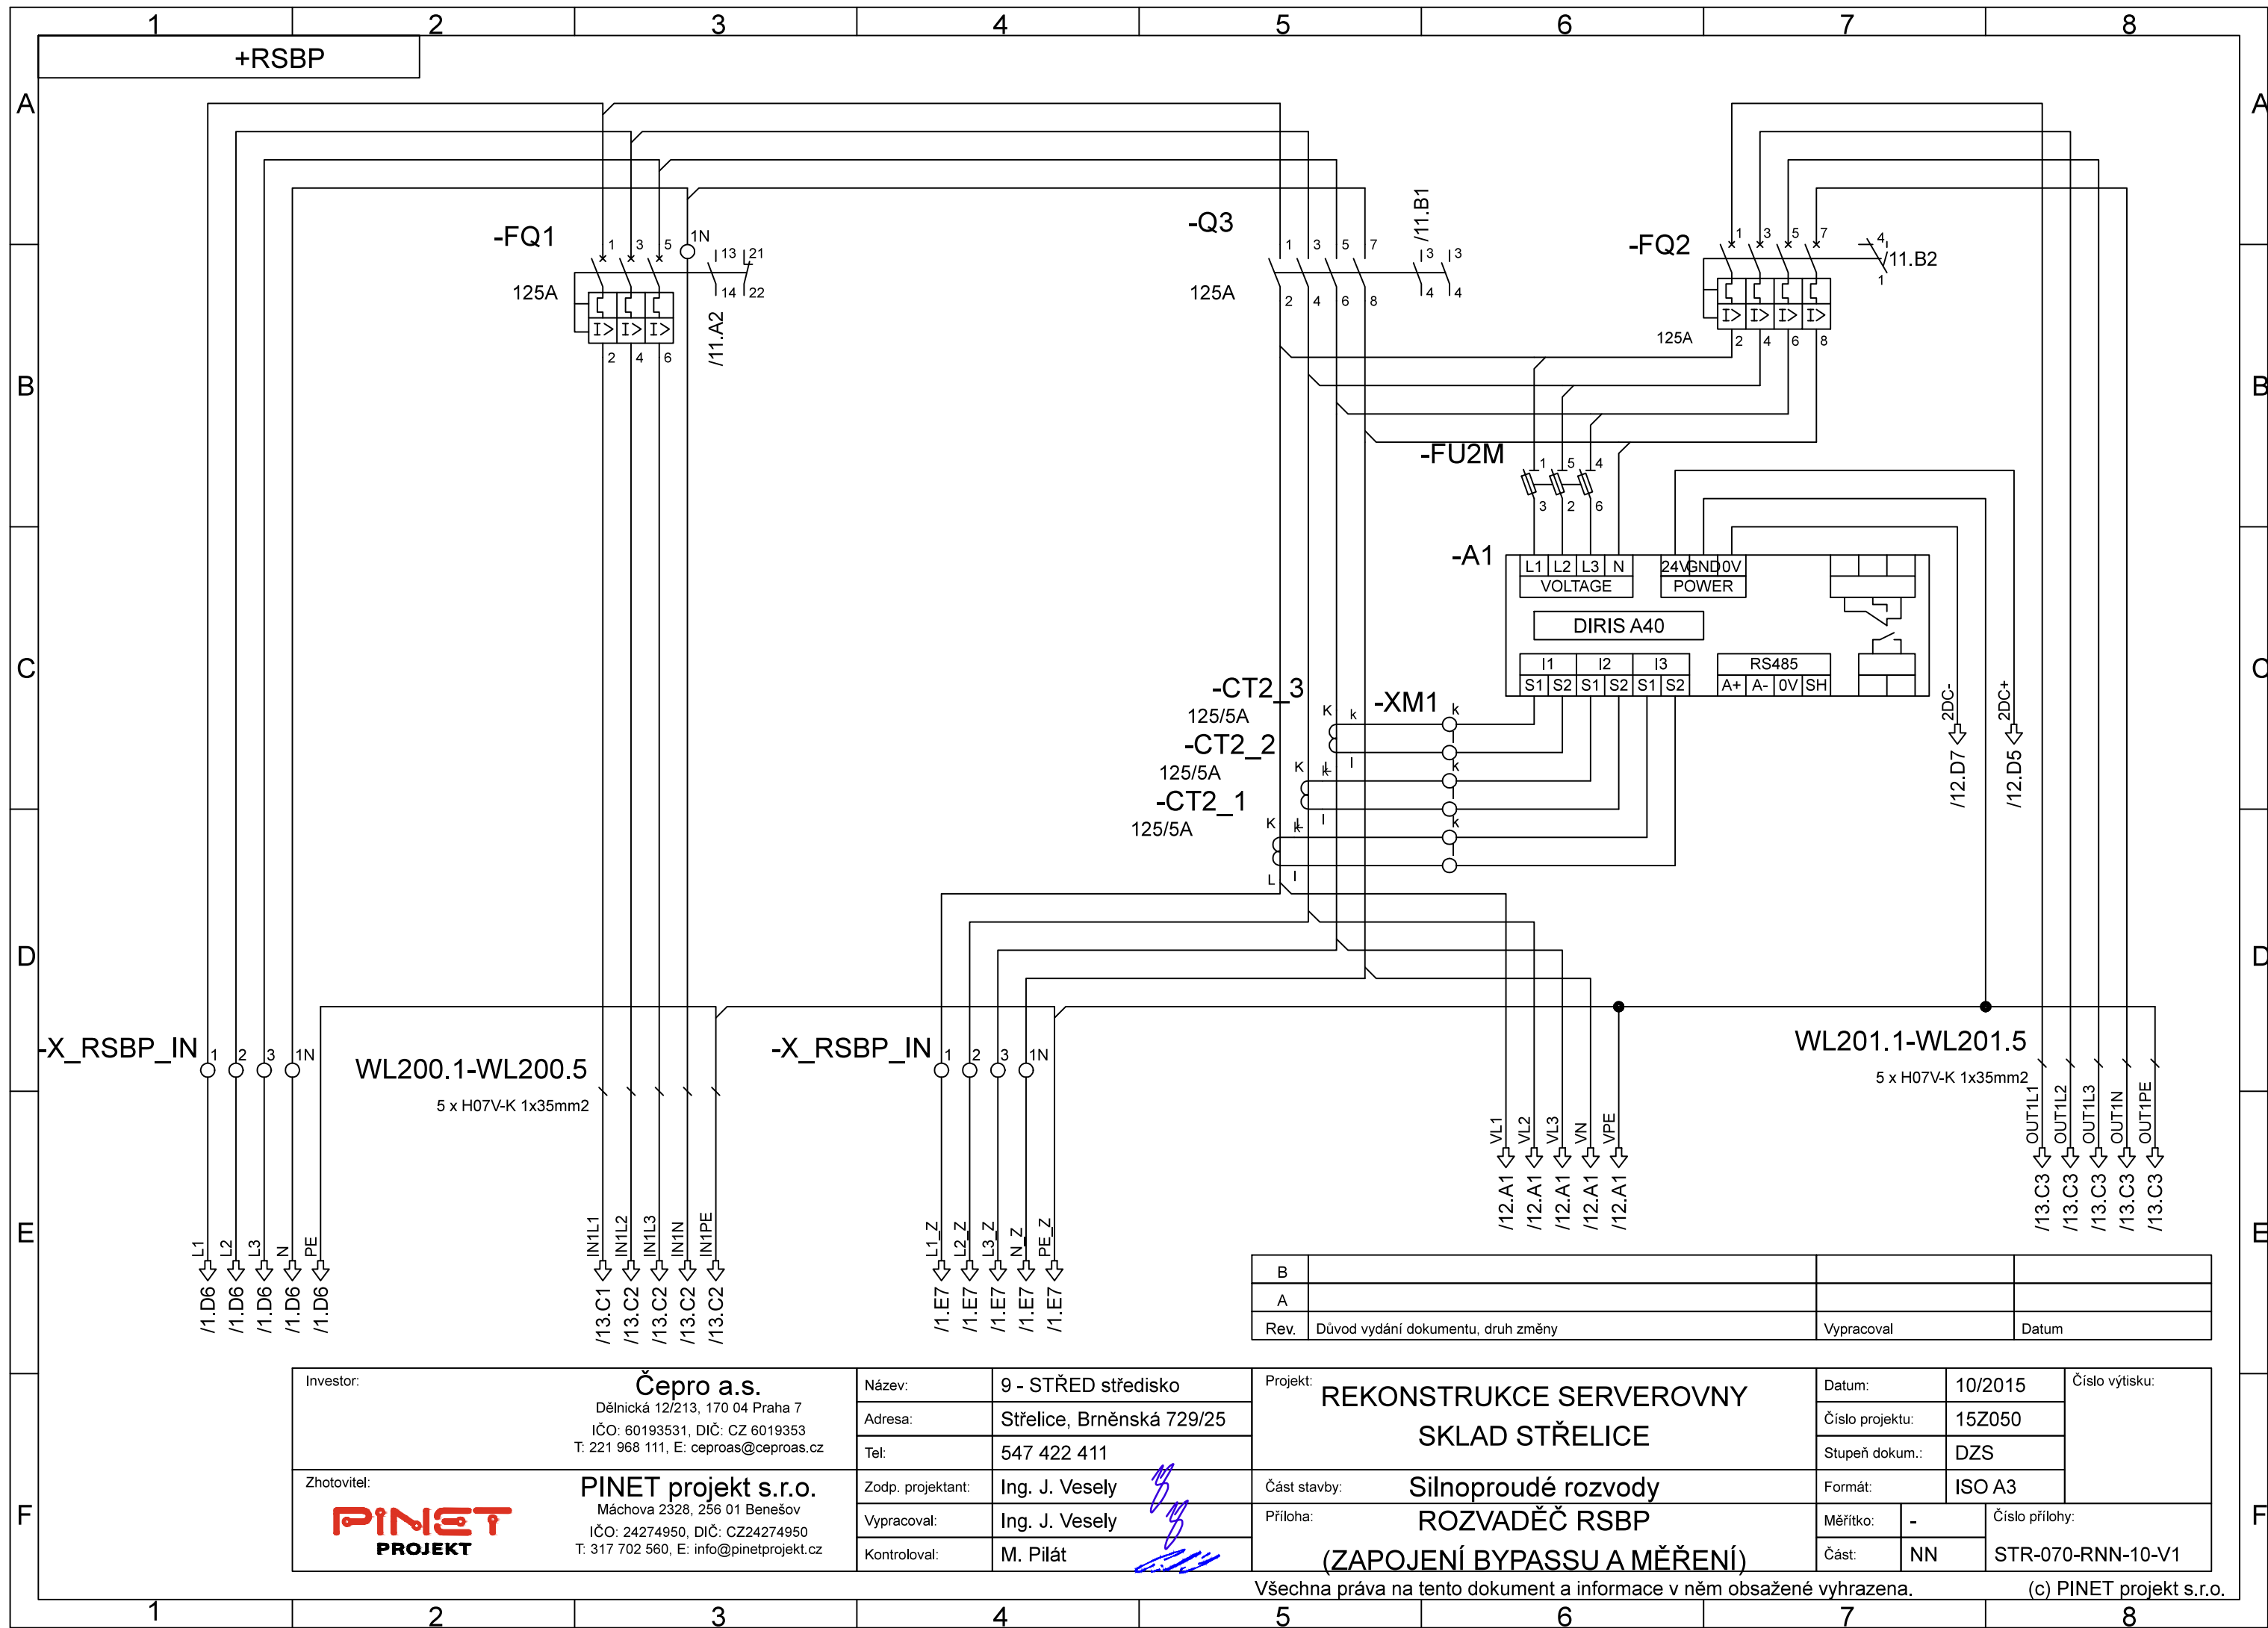 1 2 3 4 5 6 7 8
+RSBP
A A
B B
C C
D D
E E
F F
-FQ1
125A
1 3 5 1N
13 21
14 22
2 4 6
I> I> I>
/11.A2
-Q3
125A
1 3 5 7
2 4 6 8
/11.B1
13 13
14 14
-FQ2
125A
1 3 5 7
I> I> I> I>
2 4 6 8
4
1
/11.B2
-FU2M
1 5 4
3 2 6
-A1
L1 L2 L3 N
VOLTAGE
24V GND 0V
POWER
DIRIS A40
I1 I2 I3
S1 S2 S1 S2 S1 S2
RS485
A+ A- 0V SH
-CT2_3
125/5A
K k
L l
-CT2_2
125/5A
K k
L l
-CT2_1
125/5A
K k
L l
-XM1
k
l
k
l
k
l
2DC-
/12.D7
2DC+
/12.D5
-X_RSBP_IN
1 2 3 1N
WL200.1-WL200.5
5 x H07V-K 1x35mm2
-X_RSBP_IN
1 2 3 1N
WL201.1-WL201.5
5 x H07V-K 1x35mm2
L1 L2 L3 N PE
/1.D6 /1.D6 /1.D6 /1.D6 /1.D6
IN1L1 IN1L2 IN1L3 IN1N IN1PE
/13.C1 /13.C2 /13.C2 /13.C2 /13.C2
L1_Z L2_Z L3_Z N_Z PE_Z
/1.E7 /1.E7 /1.E7 /1.E7 /1.E7
VL1 VL2 VL3 VN VPE
/12.A1 /12.A1 /12.A1 /12.A1 /12.A1
OUT1L1 OUT1L2 OUT1L3 OUT1N OUT1PE
/13.C3 /13.C3 /13.C3 /13.C3 /13.C3
B
A
Rev. Důvod vydání dokumentu, druh změny Vypracoval Datum
Investor:
Čepro a.s.
Dělnická 12/213, 170 04 Praha 7
IČO: 60193531, DIČ: CZ 6019353
T: 221 968 111, E: ceproas@ceproas.cz
Zhotovitel:
PINET
PROJEKT
PINET projekt s.r.o.
Máchova 2328, 256 01 Benešov
IČO: 24274950, DIČ: CZ24274950
T: 317 702 560, E: info@pinetprojekt.cz
Název: 9 - STŘED středisko
Adresa: Střelice, Brněnská 729/25
Tel: 547 422 411
Zodp. projektant: Ing. J. Vesely
Vypracoval: Ing. J. Vesely
Kontroloval: M. Pilát
Projekt: REKONSTRUKCE SERVEROVNY
SKLAD STŘELICE
Část stavby: Silnoproudé rozvody
Příloha: ROZVADĚČ RSBP
(ZAPOJENÍ BYPASSU A MĚŘENÍ)
Datum: 10/2015
Číslo výtisku:
Číslo projektu: 15Z050
Stupeň dokum.: DZS
Formát: ISO A3
Měřítko: -
Číslo přílohy:
Část: NN
STR-070-RNN-10-V1
Všechna práva na tento dokument a informace v něm obsažené vyhrazena. (c) PINET projekt s.r.o.
1 2 3 4 5 6 7 8